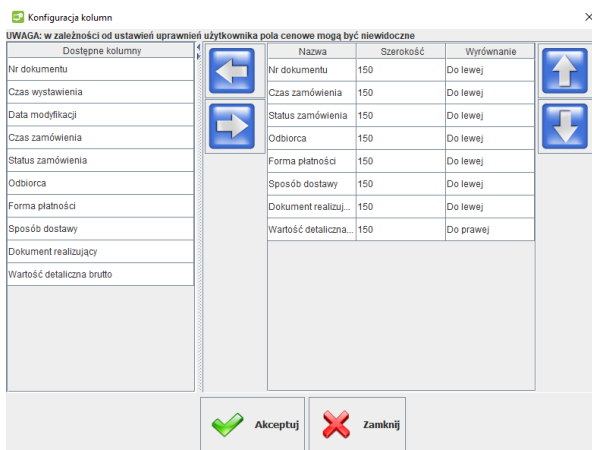 Konfiguracja kolumn
UWAGA: w zależności od ustawień uprawnień użytkownika pola cenowe mogą być niewidoczne
Dostępne kolumny
Nr dokumentu
Czas wystawienia
Data modyfikacji
Czas zamówienia
Status zamówienia
Odbiorca
Forma płatności
Sposób dostawy
Dokument realizujący
Wartość detaliczna brutto
Nazwa Szerokość Wyrównanie
Nr dokumentu 150 Do lewej
Czas zamówienia 150 Do lewej
Status zamówienia 150 Do lewej
Odbiorca 150 Do lewej
Forma płatności 150 Do lewej
Sposób dostawy 150 Do lewej
Dokument realizuj... 150 Do lewej
Wartość detaliczna... 150 Do prawej
Akceptuj
Zamknij